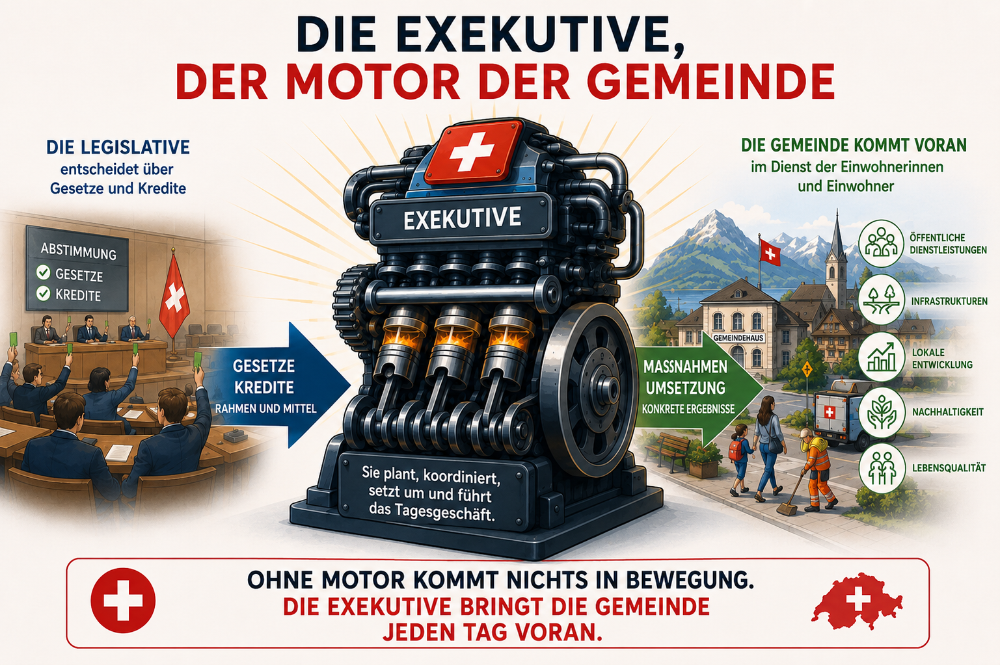 DIE EXEKUTIVE,
DER MOTOR DER GEMEINDE
DIE LEGISLATIVE
entscheidet über
Gesetze und Kredite
ABSTIMMUNG
GESETZE
KREDITE
GESETZE
KREDITE
RAHMEN UND MITTEL
EXEKUTIVE
Sie plant, koordiniert,
setzt um und führt
das Tagesgeschäft.
DIE GEMEINDE KOMMT VORAN
im Dienst der Einwohnerinnen
und Einwohner
GEMEINDEHAUS
MASSNAHMEN
UMSETZUNG
KONKRETE ERGEBNISSE
ÖFFENTLICHE
DIENSTLEISTUNGEN
INFRASTRUKTUREN
LOKALE
ENTWICKLUNG
NACHHALTIGKEIT
LEBENSQUALITÄT
OHNE MOTOR KOMMT NICHTS IN BEWEGUNG.
DIE EXEKUTIVE BRINGT DIE GEMEINDE
JEDEN TAG VORAN.